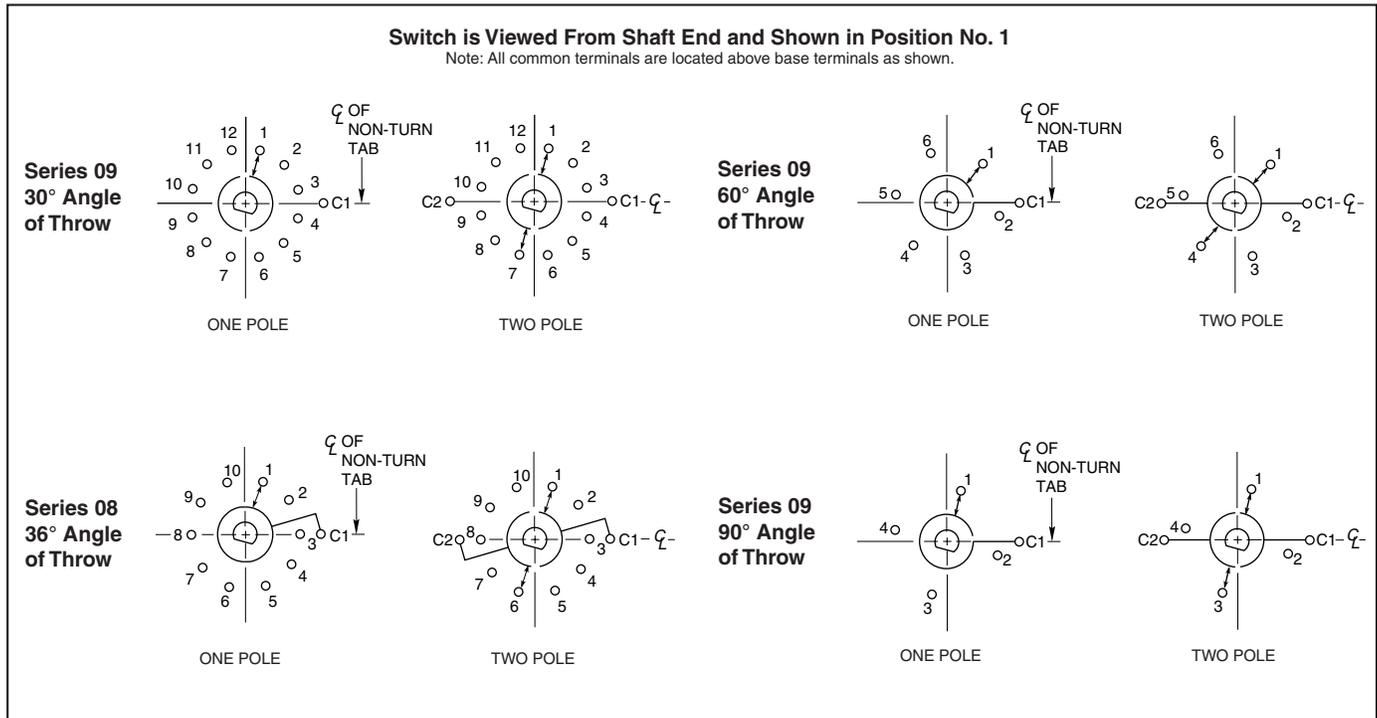 Switch is Viewed From Shaft End and Shown in Position No. 1
Note: All common terminals are located above base terminals as shown.
Series 09
30° Angle
of Throw
℄ OF
NON-TURN
TAB
12 1
11 2
10 3
C1
9 4
8 5
7 6
ONE POLE
12 1
11 2
10 3
C2 C1-℄-
9 4
8 5
7 6
TWO POLE
Series 09
60° Angle
of Throw
℄ OF
NON-TURN
TAB
6 1
5 C1
2
4 3
ONE POLE
6 1
5
C2 C1-℄-
2
4 3
TWO POLE
Series 08
36° Angle
of Throw
℄ OF
NON-TURN
TAB
10 1
9 2
8 3 C1
7 4
6 5
ONE POLE
10 1
9 2
C2 8 3 C1-℄-
7 4
6 5
TWO POLE
Series 09
90° Angle
of Throw
℄ OF
NON-TURN
TAB
1
4
C1
2
3
ONE POLE
1
4
C2 C1-℄-
2
3
TWO POLE